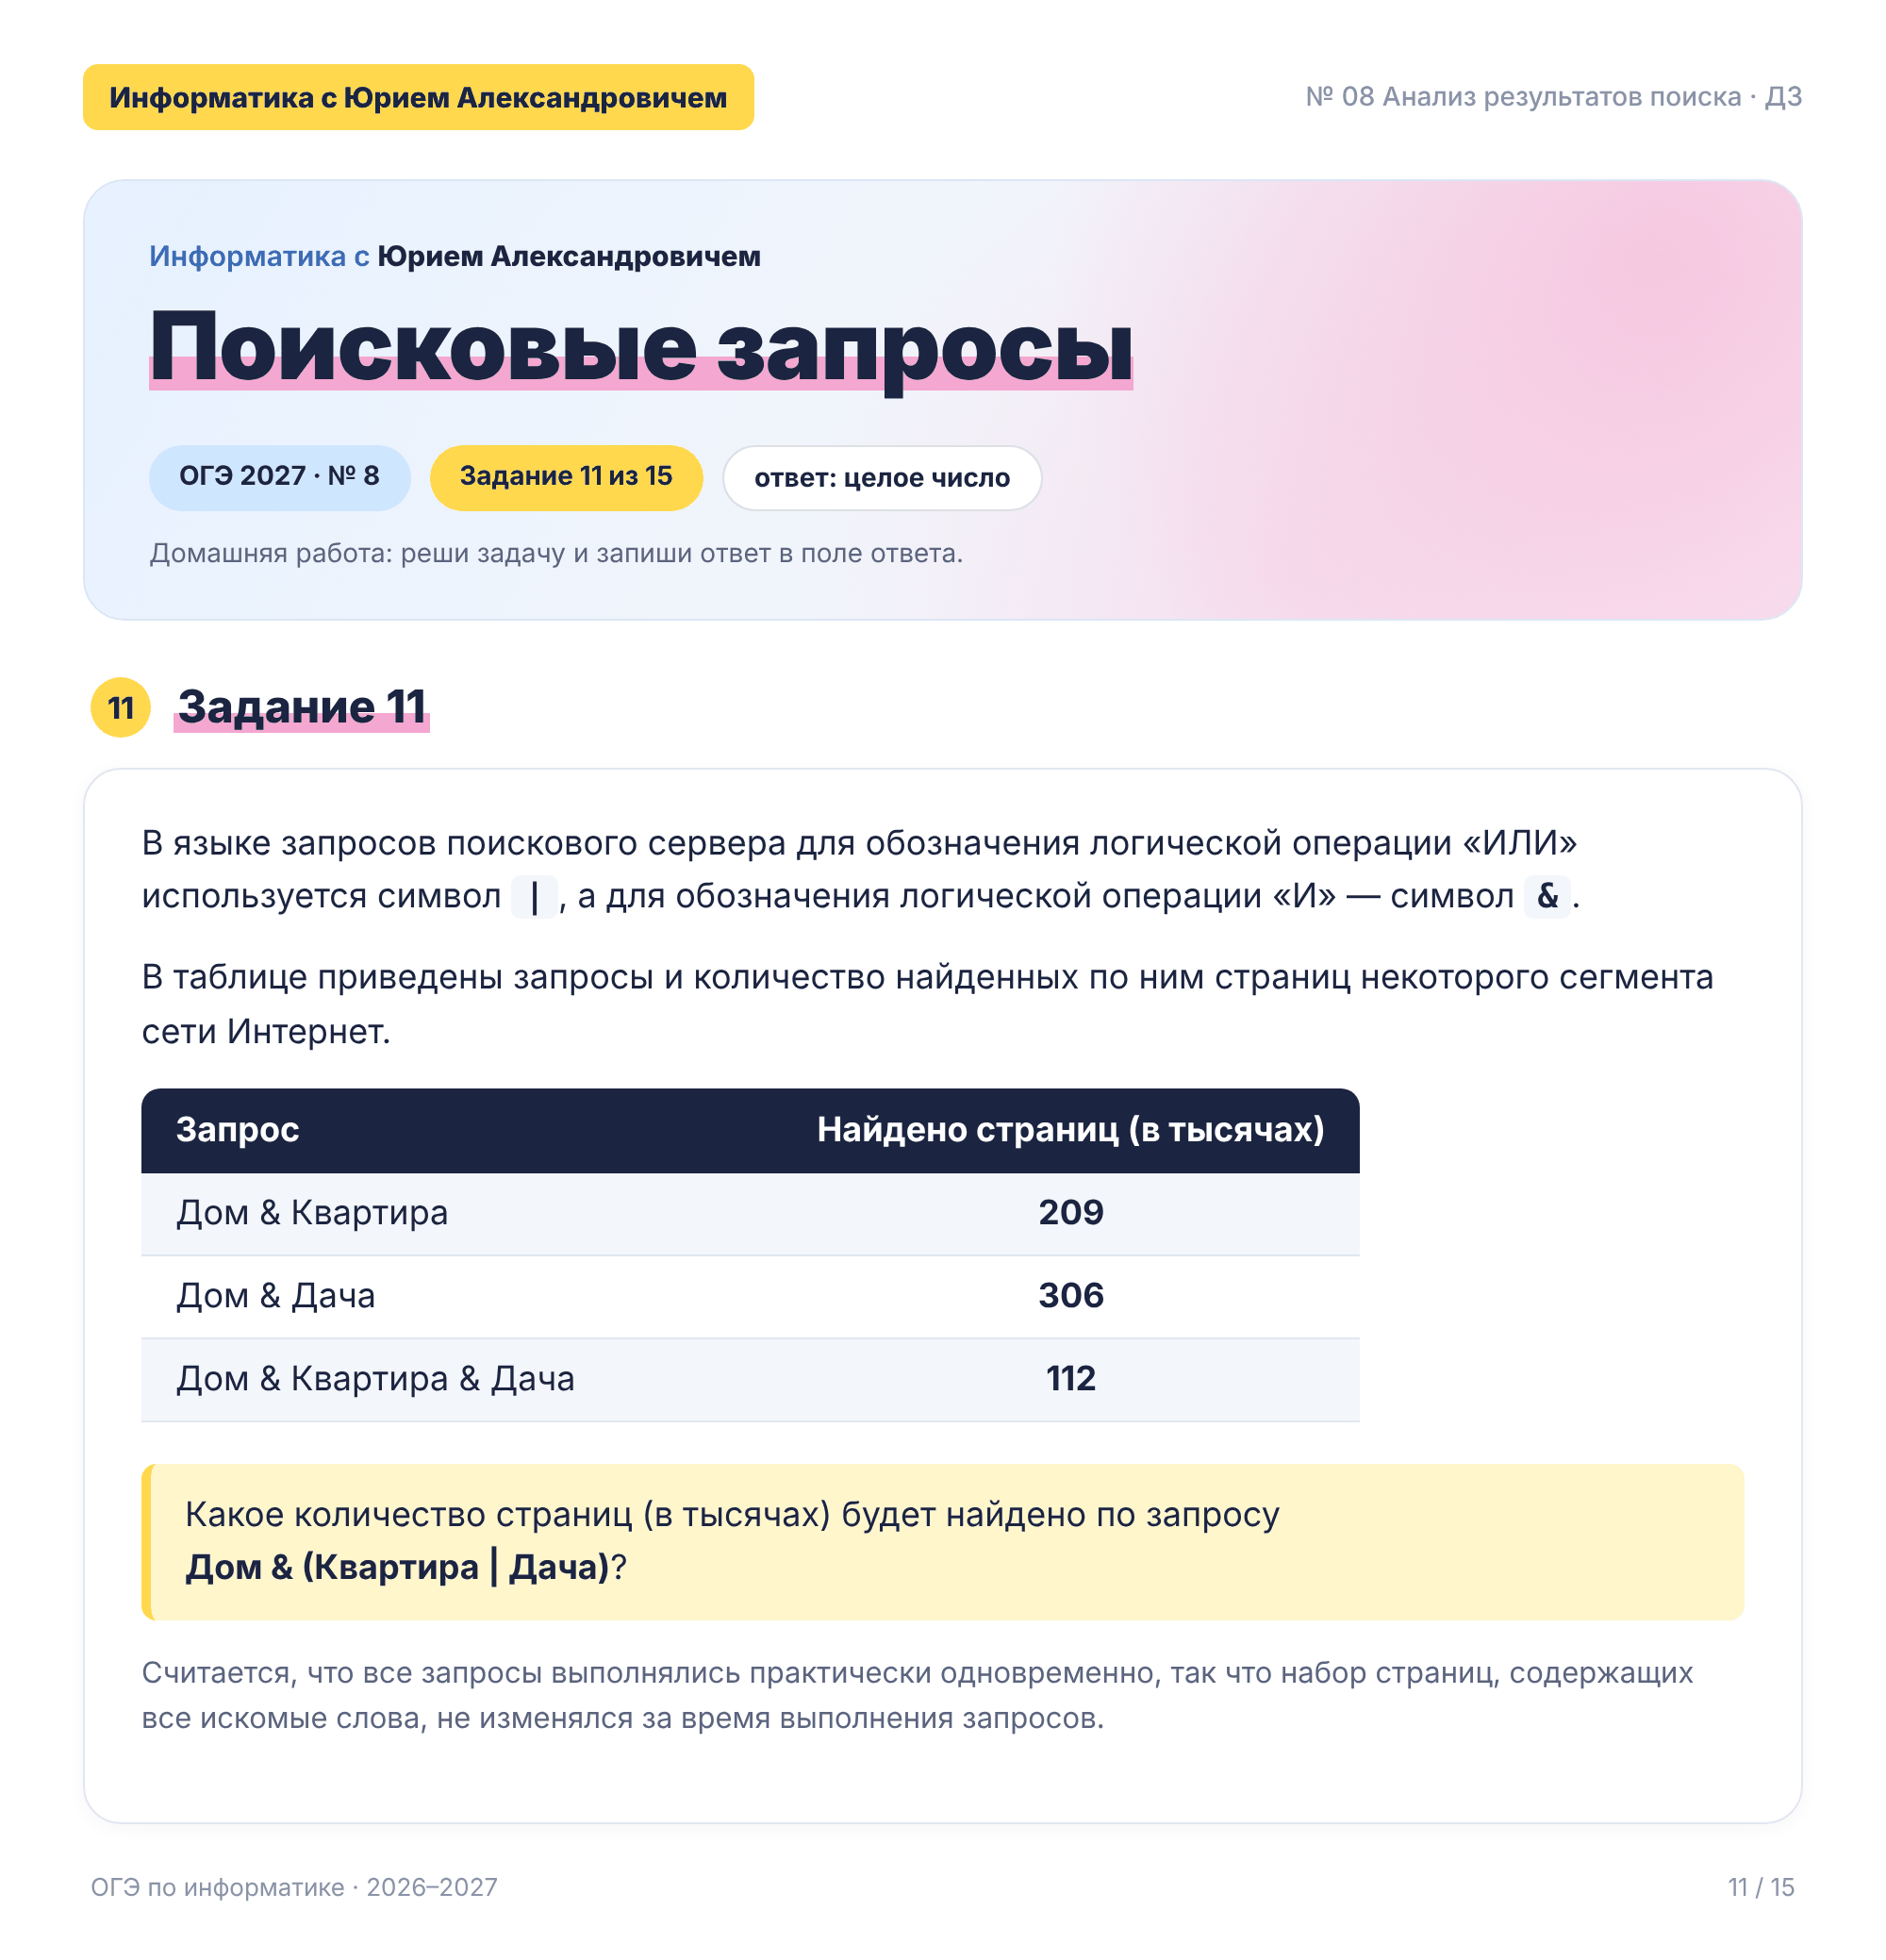 Информатика с Юрием Александровичем
№ 08 Анализ результатов поиска · ДЗ
Информатика с Юрием Александровичем
Поисковые запросы
ОГЭ 2027 · № 8
Задание 11 из 15
ответ: целое число
Домашняя работа: реши задачу и запиши ответ в поле ответа.
11 Задание 11
В языке запросов поискового сервера для обозначения логической операции «ИЛИ»
используется символ |, а для обозначения логической операции «И» — символ &.
В таблице приведены запросы и количество найденных по ним страниц некоторого сегмента
сети Интернет.
Запрос Найдено страниц (в тысячах)
Дом & Квартира 209
Дом & Дача 306
Дом & Квартира & Дача 112
Какое количество страниц (в тысячах) будет найдено по запросу
Дом & (Квартира | Дача)?
Считается, что все запросы выполнялись практически одновременно, так что набор страниц, содержащих
все искомые слова, не изменялся за время выполнения запросов.
ОГЭ по информатике · 2026–2027
11 / 15